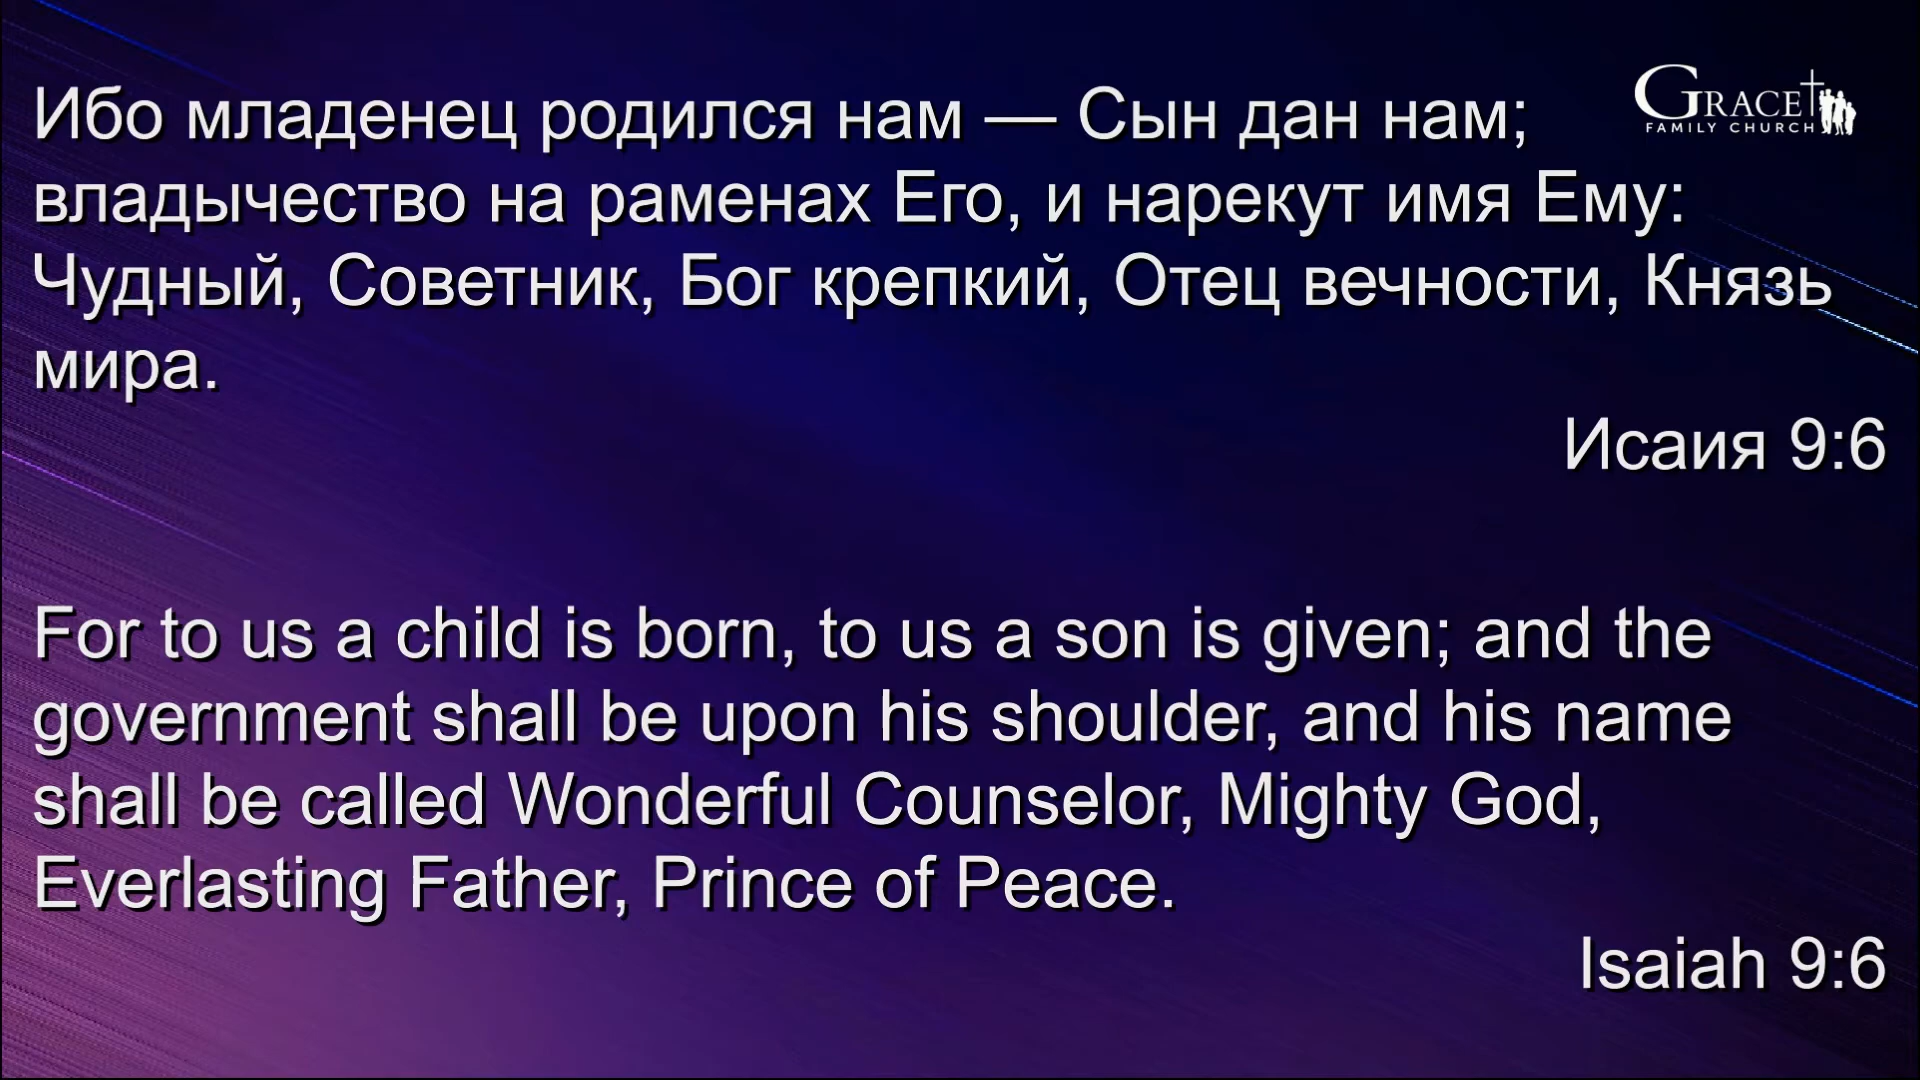 Ибо младенец родился нам — Сын дан нам;
владычество на раменах Его, и нарекут имя Ему:
Чудный, Советник, Бог крепкий, Отец вечности, Князь
мира.
Исаия 9:6
GRACE
FAMILY CHURCH
For to us a child is born, to us a son is given; and the
government shall be upon his shoulder, and his name
shall be called Wonderful Counselor, Mighty God,
Everlasting Father, Prince of Peace.
Isaiah 9:6